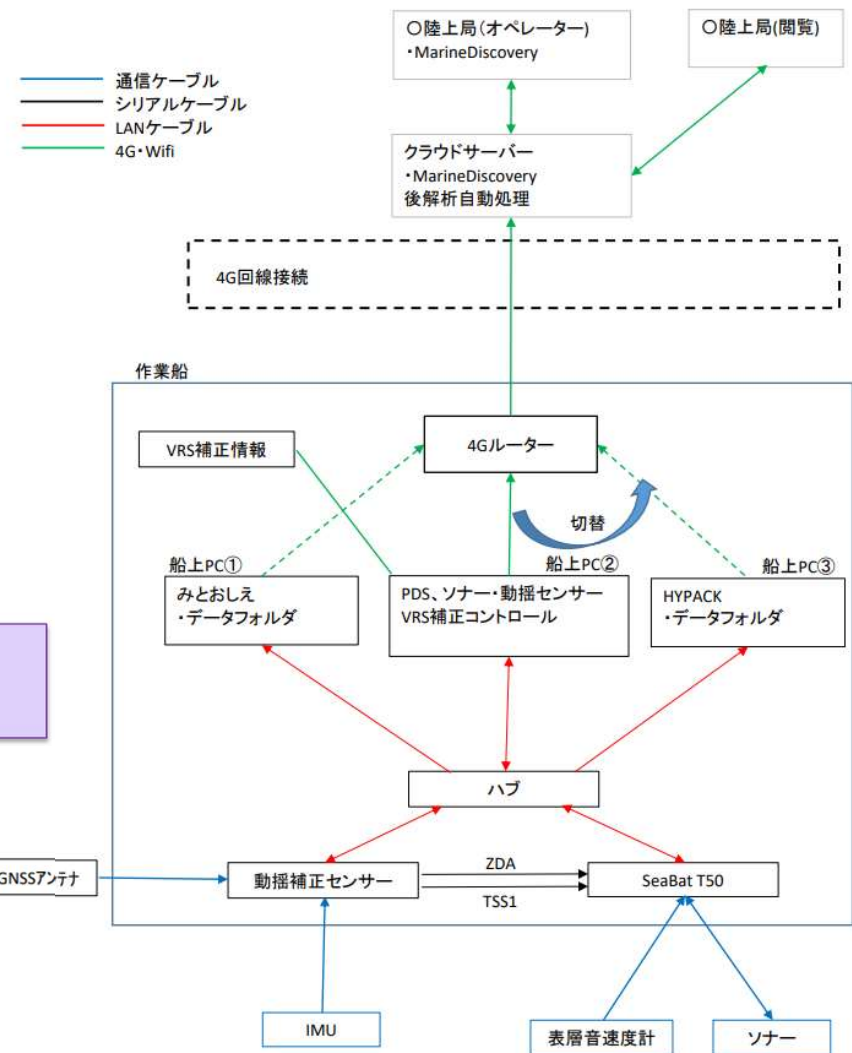 〇陸上局(オペレーター)
・MarineDiscovery
〇陸上局(閲覧)
通信ケーブル
シリアルケーブル
LANケーブル
4G・Wifi
クラウドサーバー
・MarineDiscovery
後解析自動処理
4G回線接続
作業船
VRS補正情報
4Gルーター
切替
船上PC①
みとおしえ
・データフォルダ
船上PC②
PDS、ソナー・動揺センサー
VRS補正コントロール
船上PC③
HYPACK
・データフォルダ
ハブ
GNSSアンテナ
動揺補正センサー
ZDA
TSS1
SeaBat T50
IMU
表層音速度計
ソナー